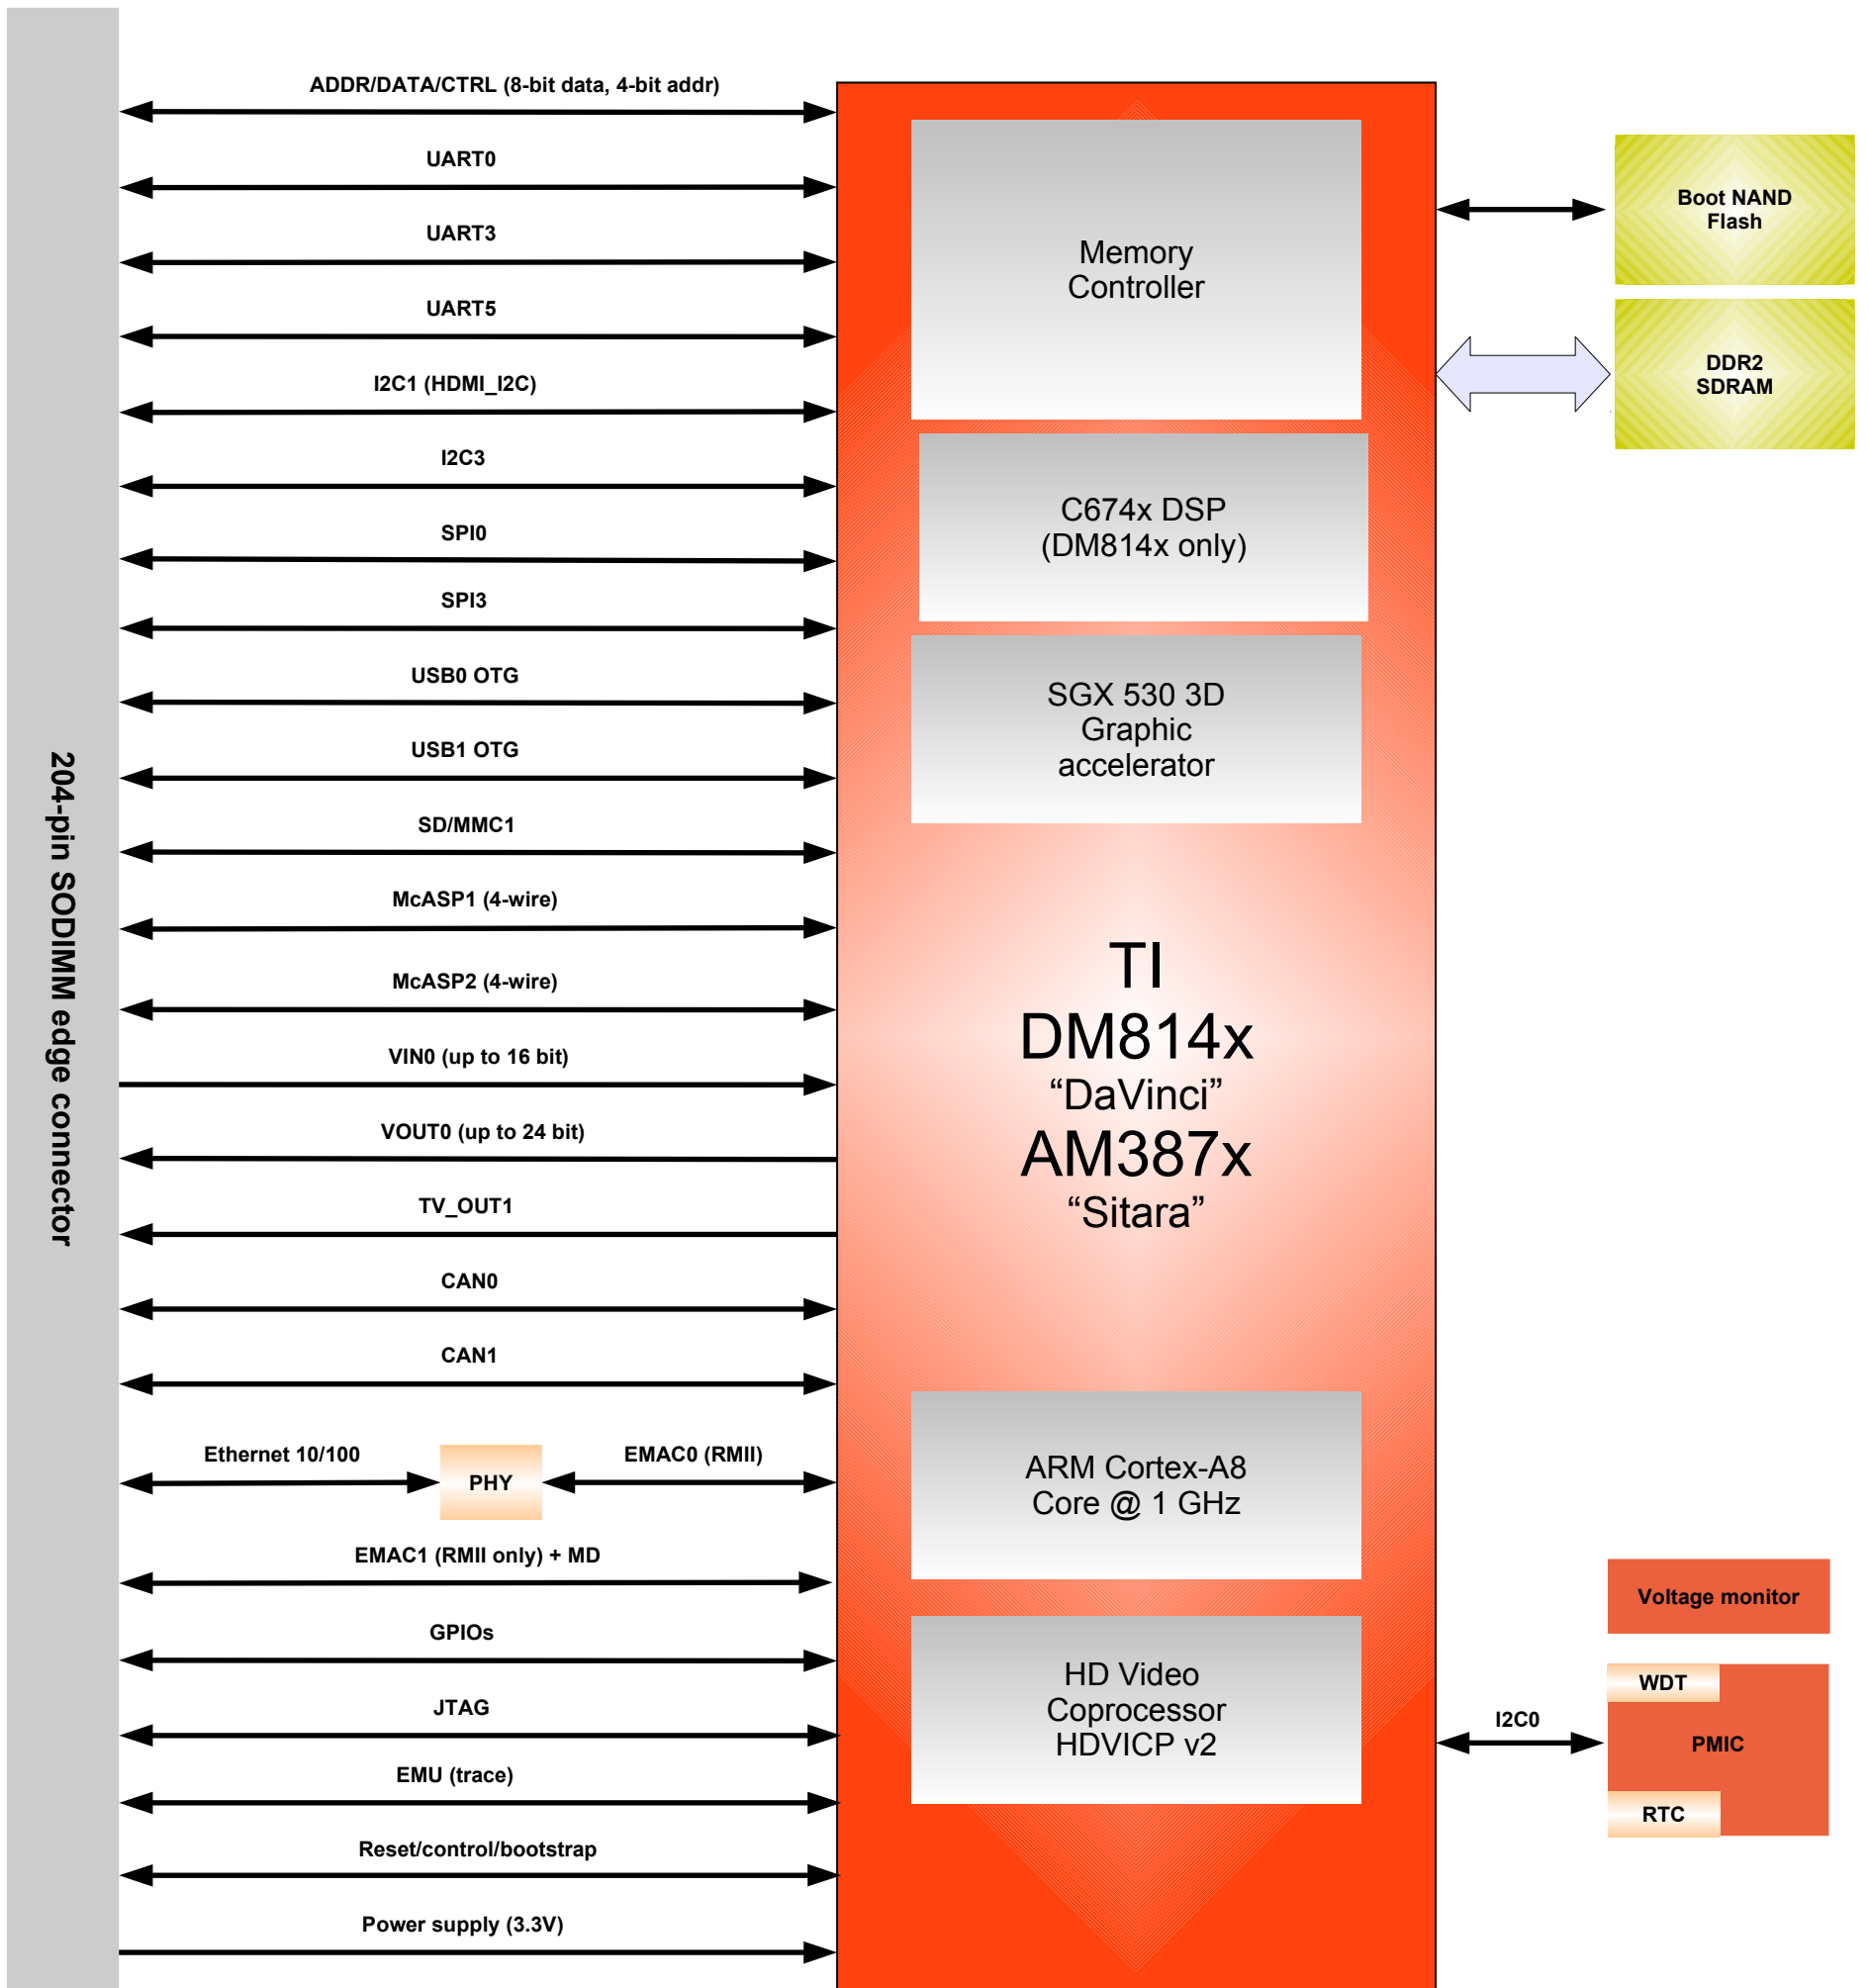 204-pin SODIMM edge connector
ADDR/DATA/CTRL (8-bit data, 4-bit addr)
UART0
UART3
UART5
I2C1 (HDMI_I2C)
I2C3
SPI0
SPI3
USB0 OTG
USB1 OTG
SD/MMC1
McASP1 (4-wire)
McASP2 (4-wire)
VIN0 (up to 16 bit)
VOUT0 (up to 24 bit)
TV_OUT1
CAN0
CAN1
Ethernet 10/100
PHY
EMAC0 (RMII)
EMAC1 (RMII only) + MD
GPIOs
JTAG
EMU (trace)
Reset/control/bootstrap
Power supply (3.3V)
Memory
Controller
C674x DSP
(DM814x only)
SGX 530 3D
Graphic
accelerator
TI
DM814x
“DaVinci”
AM387x
“Sitara”
ARM Cortex-A8
Core @ 1 GHz
HD Video
Coprocessor
HDVICP v2
Boot NAND
Flash
DDR2
SDRAM
Voltage monitor
I2C0
WDT
PMIC
RTC